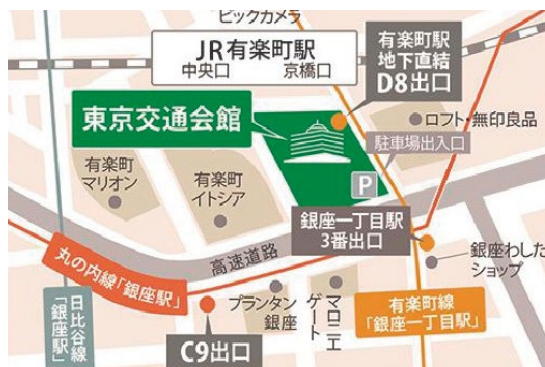 ビックカメラ
JR有楽町駅
中央口 京橋口
有楽町駅
地下直結
D8出口
東京交通会館
ロフト・無印良品
駐車場出入口
有楽町
マリオン
有楽町
イトシア
P
銀座一丁目駅
3番出口
高速道路
丸の内線「銀座駅」
銀座わした
ショップ
日比谷線
「銀座駅」
プランタン
銀座
マロニエ
ゲート
有楽町線
「銀座一丁目駅」
C9出口